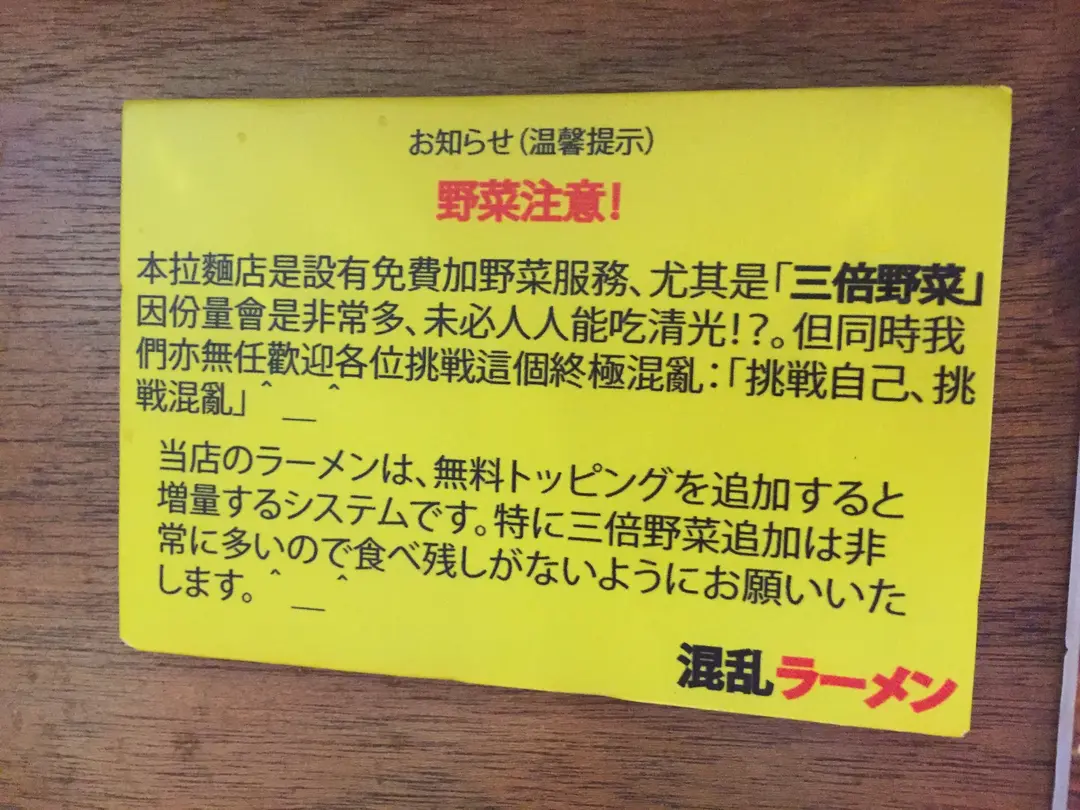 お知らせ（温馨提示）
野菜注意！
本拉麵店是設有免費加野菜服務、尤其是「三倍野菜」
因份量會是非常多、未必人人能吃清光！？。但同時我
們亦無任歡迎各位挑戦這個終極混亂：「挑戦自己、挑
戦混亂」＾＿＾
当店のラーメンは、無料トッピングを追加すると
増量するシステムです。特に三倍野菜追加は非
常に多いので食べ残しがないようにお願いいた
します。＾＿＾
混乱ラーメン